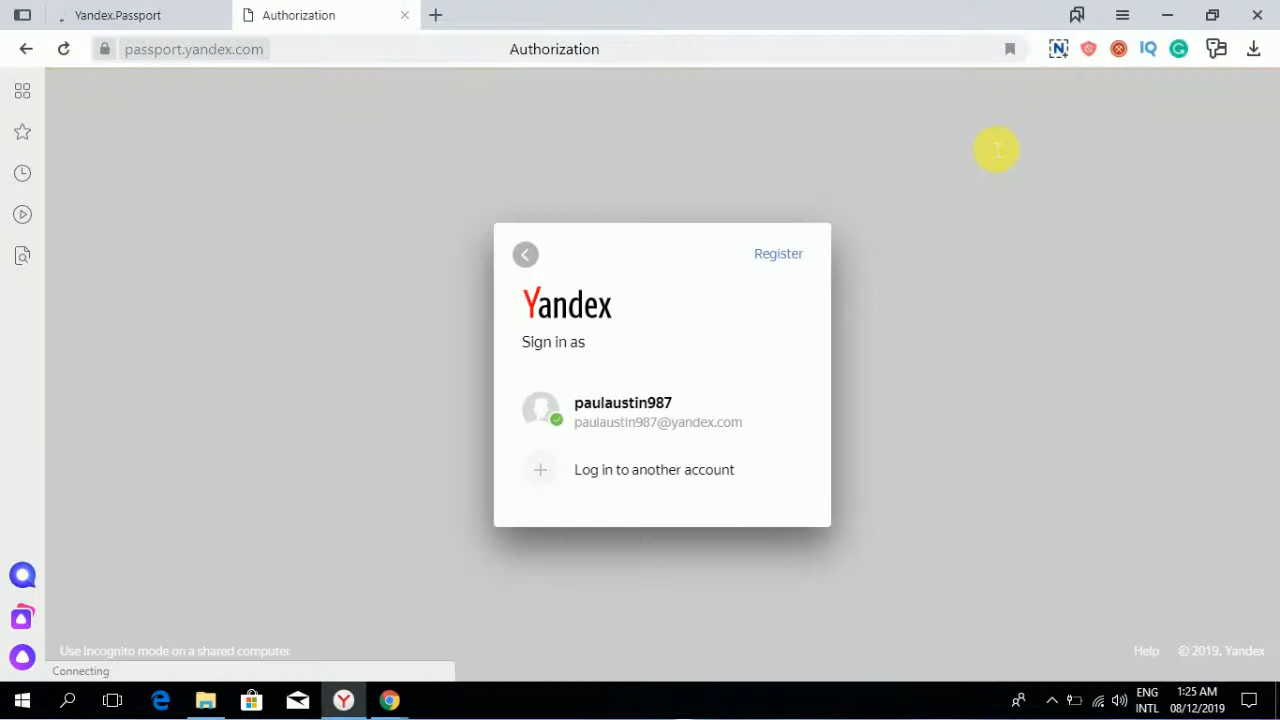 Yandex.Passport
Authorization
passport.yandex.com
Authorization
Register
Yandex
Sign in as
paulaustin987
paulaustin987@yandex.com
Log in to another account
Use Incognito mode on a shared computer
Help
© 2019, Yandex
Connecting
ENG
INTL
1:25 AM
08/12/2019